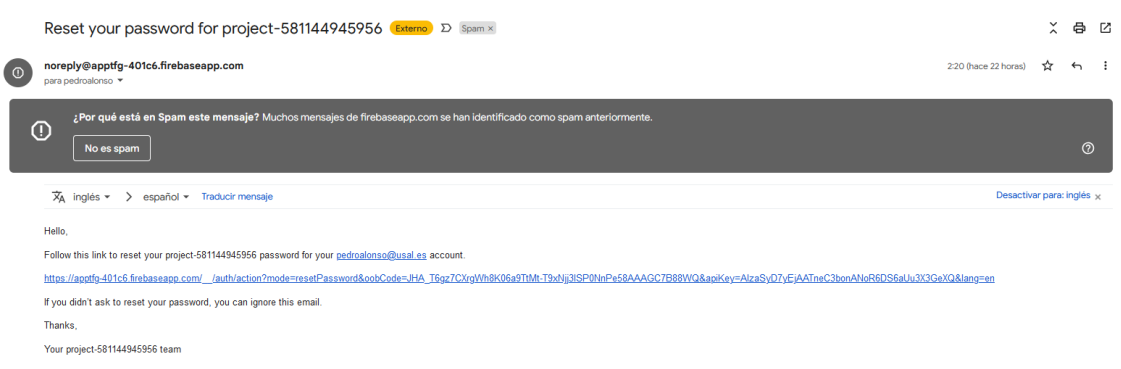 Reset your password for project-581144945956 Externo Spam ×
noreply@apptfg-401c6.firebaseapp.com 2:20 (hace 22 horas)
para pedroalonso
¿Por qué está en Spam este mensaje? Muchos mensajes de firebaseapp.com se han identificado como spam anteriormente.
No es spam
inglés > español Traducir mensaje Desactivar para: inglés ×
Hello,
Follow this link to reset your project-581144945956 password for your pedroalonso@usal.es account.
https://apptfg-401c6.firebaseapp.com/__/auth/action?mode=resetPassword&oobCode=JHA_T6gz7CXrgWh8K06a9TtMt-T9xNjj3lSP0NnPe58AAAGC7B88WQ&apiKey=AIzaSyD7yEjAATneC3bonANoR6DS6aUu3X3GeXQ&lang=en
If you didn't ask to reset your password, you can ignore this email.
Thanks,
Your project-581144945956 team